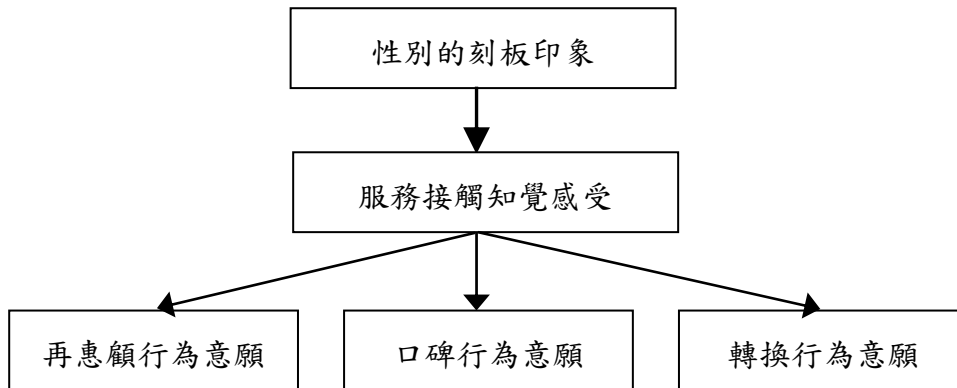 性別的刻板印象
服務接觸知覺感受
再惠顧行為意願
口碑行為意願
轉換行為意願